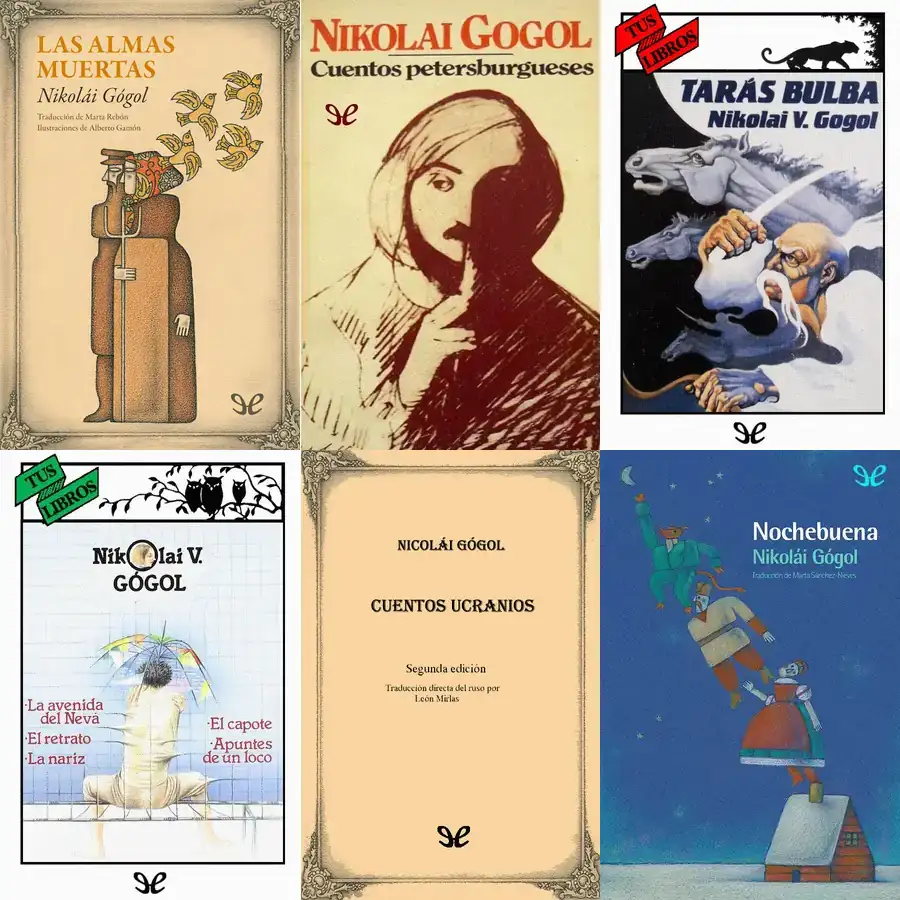 LAS ALMAS
MUERTAS
Nikolái Gógol
Traducción de Marta Rebón
Ilustraciones de Alberto Gamón
NIKOLAI GOGOL
Cuentos petersburgueses
TUS
LIBROS
TARÁS BULBA
Nikolai V. Gogol
TUS
LIBROS
Nikolai V.
GÓGOL
·La avenida
del Neva
·El retrato
·La nariz
·El capote
·Apuntes
de un loco
NICOLÁI GÓGOL
CUENTOS UCRANIOS
Segunda edición
Traducción directa del ruso por
León Mirlas
Nochebuena
Nikolái Gógol
Traducción de Marta Sánchez-Nieves